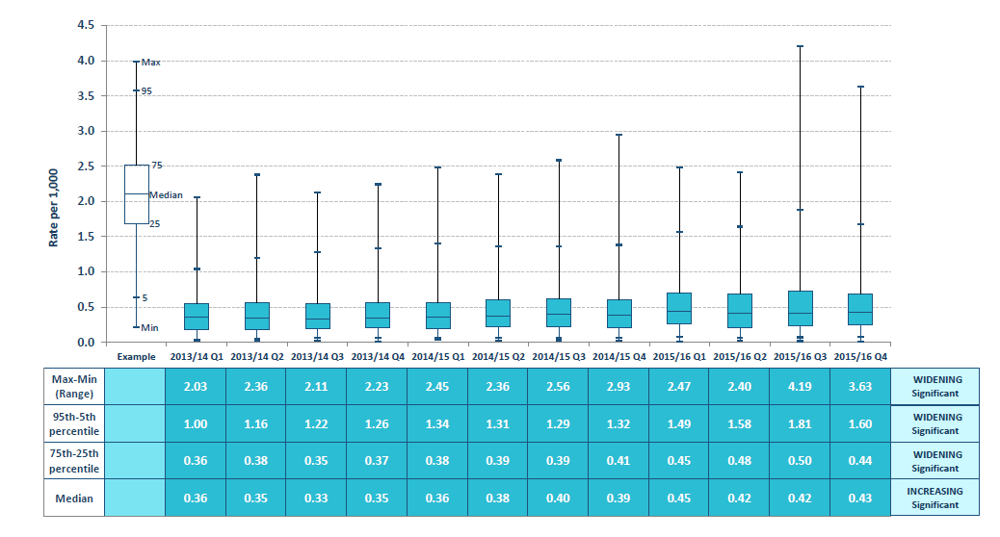 4.5
4.0
3.5
3.0
2.5
2.0
1.5
1.0
0.5
0.0
Rate per 1,000
Max
95
75
Median
25
5
Min
Example 2013/14 Q1 2013/14 Q2 2013/14 Q3 2013/14 Q4 2014/15 Q1 2014/15 Q2 2014/15 Q3 2014/15 Q4 2015/16 Q1 2015/16 Q2 2015/16 Q3 2015/16 Q4
Max-Min
(Range)
2.03 2.36 2.11 2.23 2.45 2.36 2.56 2.93 2.47 2.40 4.19 3.63
WIDENING
Significant
95th-5th
percentile
1.00 1.16 1.22 1.26 1.34 1.31 1.29 1.32 1.49 1.58 1.81 1.60
WIDENING
Significant
75th-25th
percentile
0.36 0.38 0.35 0.37 0.38 0.39 0.39 0.41 0.45 0.48 0.50 0.44
WIDENING
Significant
Median
0.36 0.35 0.33 0.35 0.36 0.38 0.40 0.39 0.45 0.42 0.42 0.43
INCREASING
Significant